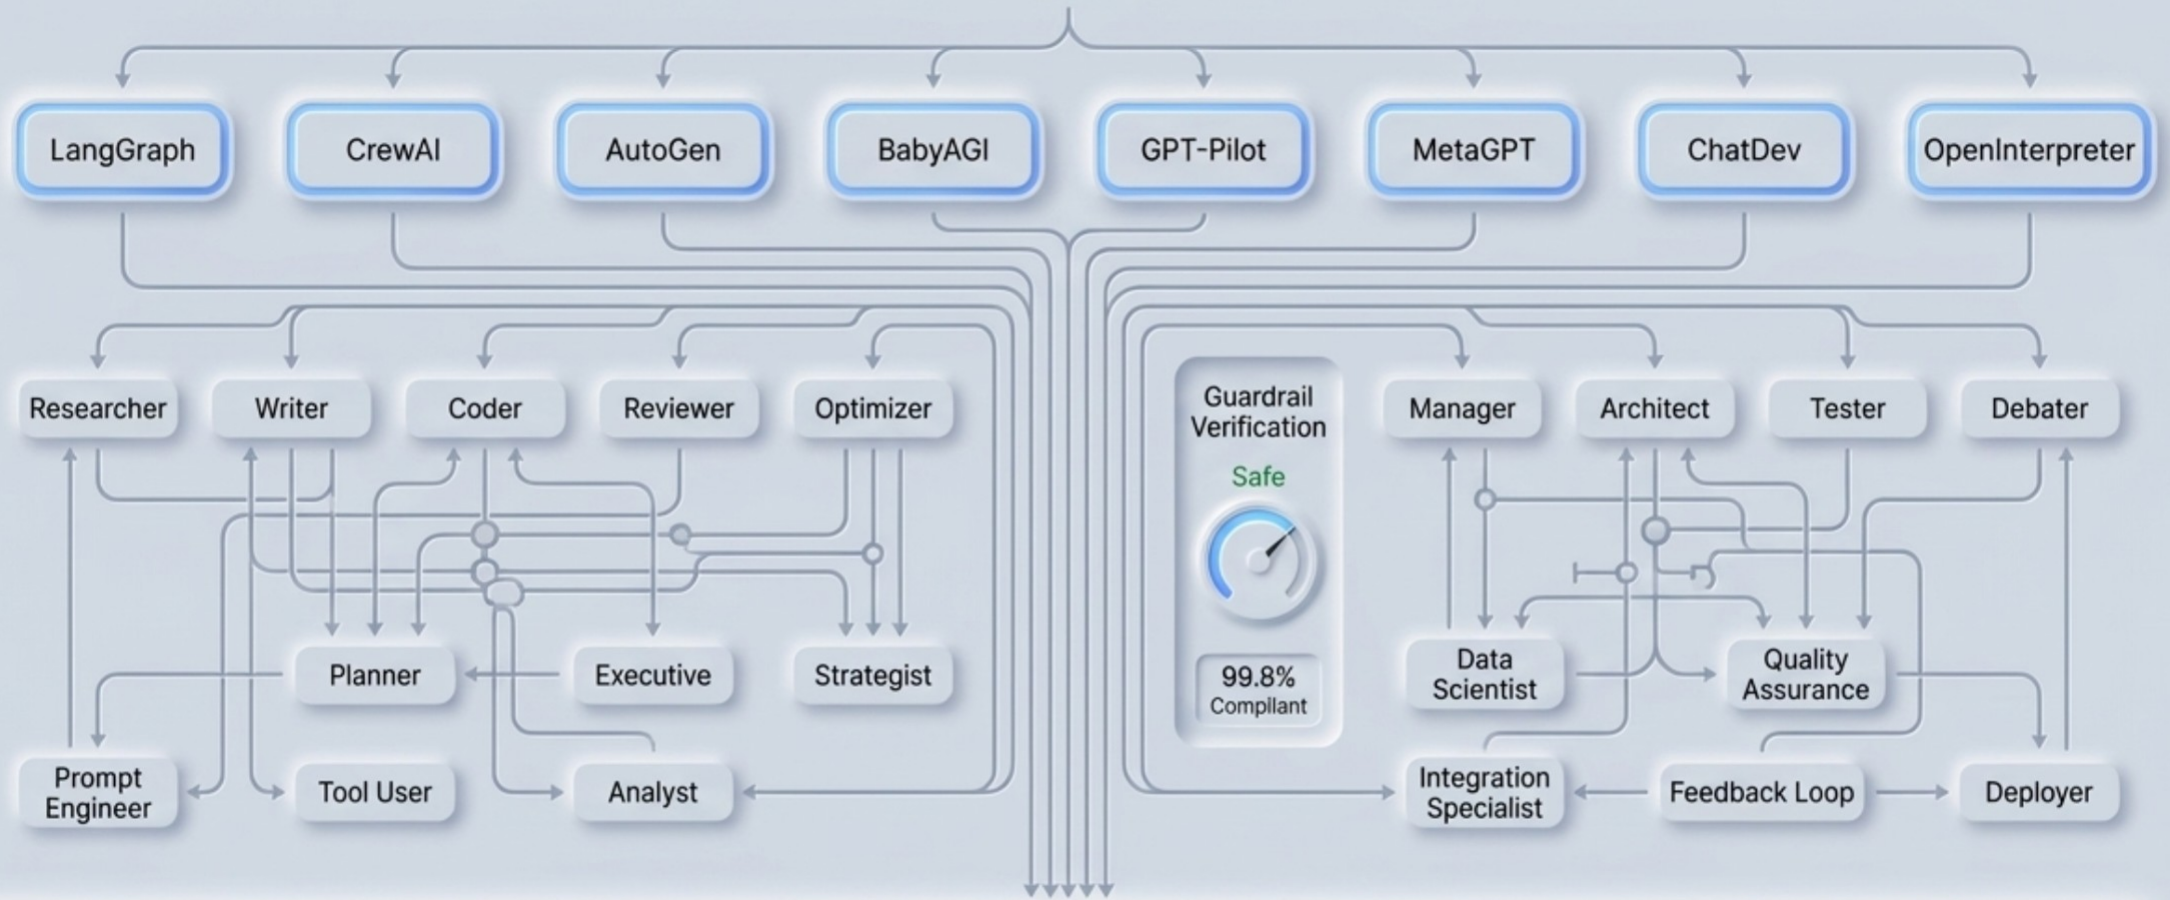 LangGraph
CrewAI
AutoGen
BabyAGI
GPT-Pilot
MetaGPT
ChatDev
OpenInterpreter
Researcher
Writer
Coder
Reviewer
Optimizer
Guardrail
Verification
Safe
99.8%
Compliant
Manager
Architect
Tester
Debater
Planner
Executive
Strategist
Data
Scientist
Quality
Assurance
Prompt
Engineer
Tool User
Analyst
Integration
Specialist
Feedback Loop
Deployer